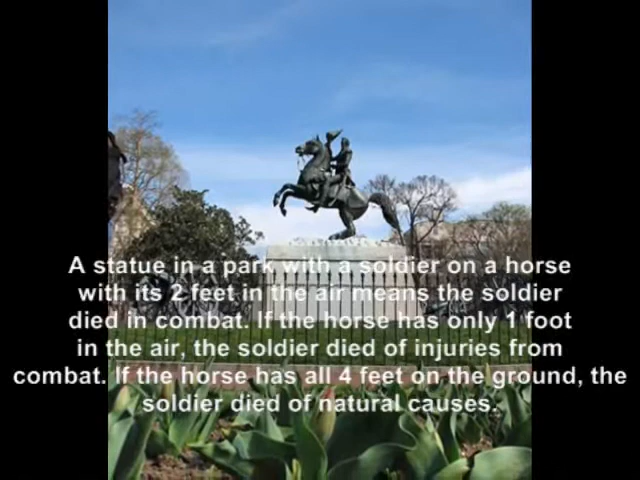 A statue in a park with a soldier on a horse
with its 2 feet in the air means the soldier
died in combat. If the horse has only 1 foot
in the air, the soldier died of injuries from
combat. If the horse has all 4 feet on the ground, the
soldier died of natural causes.